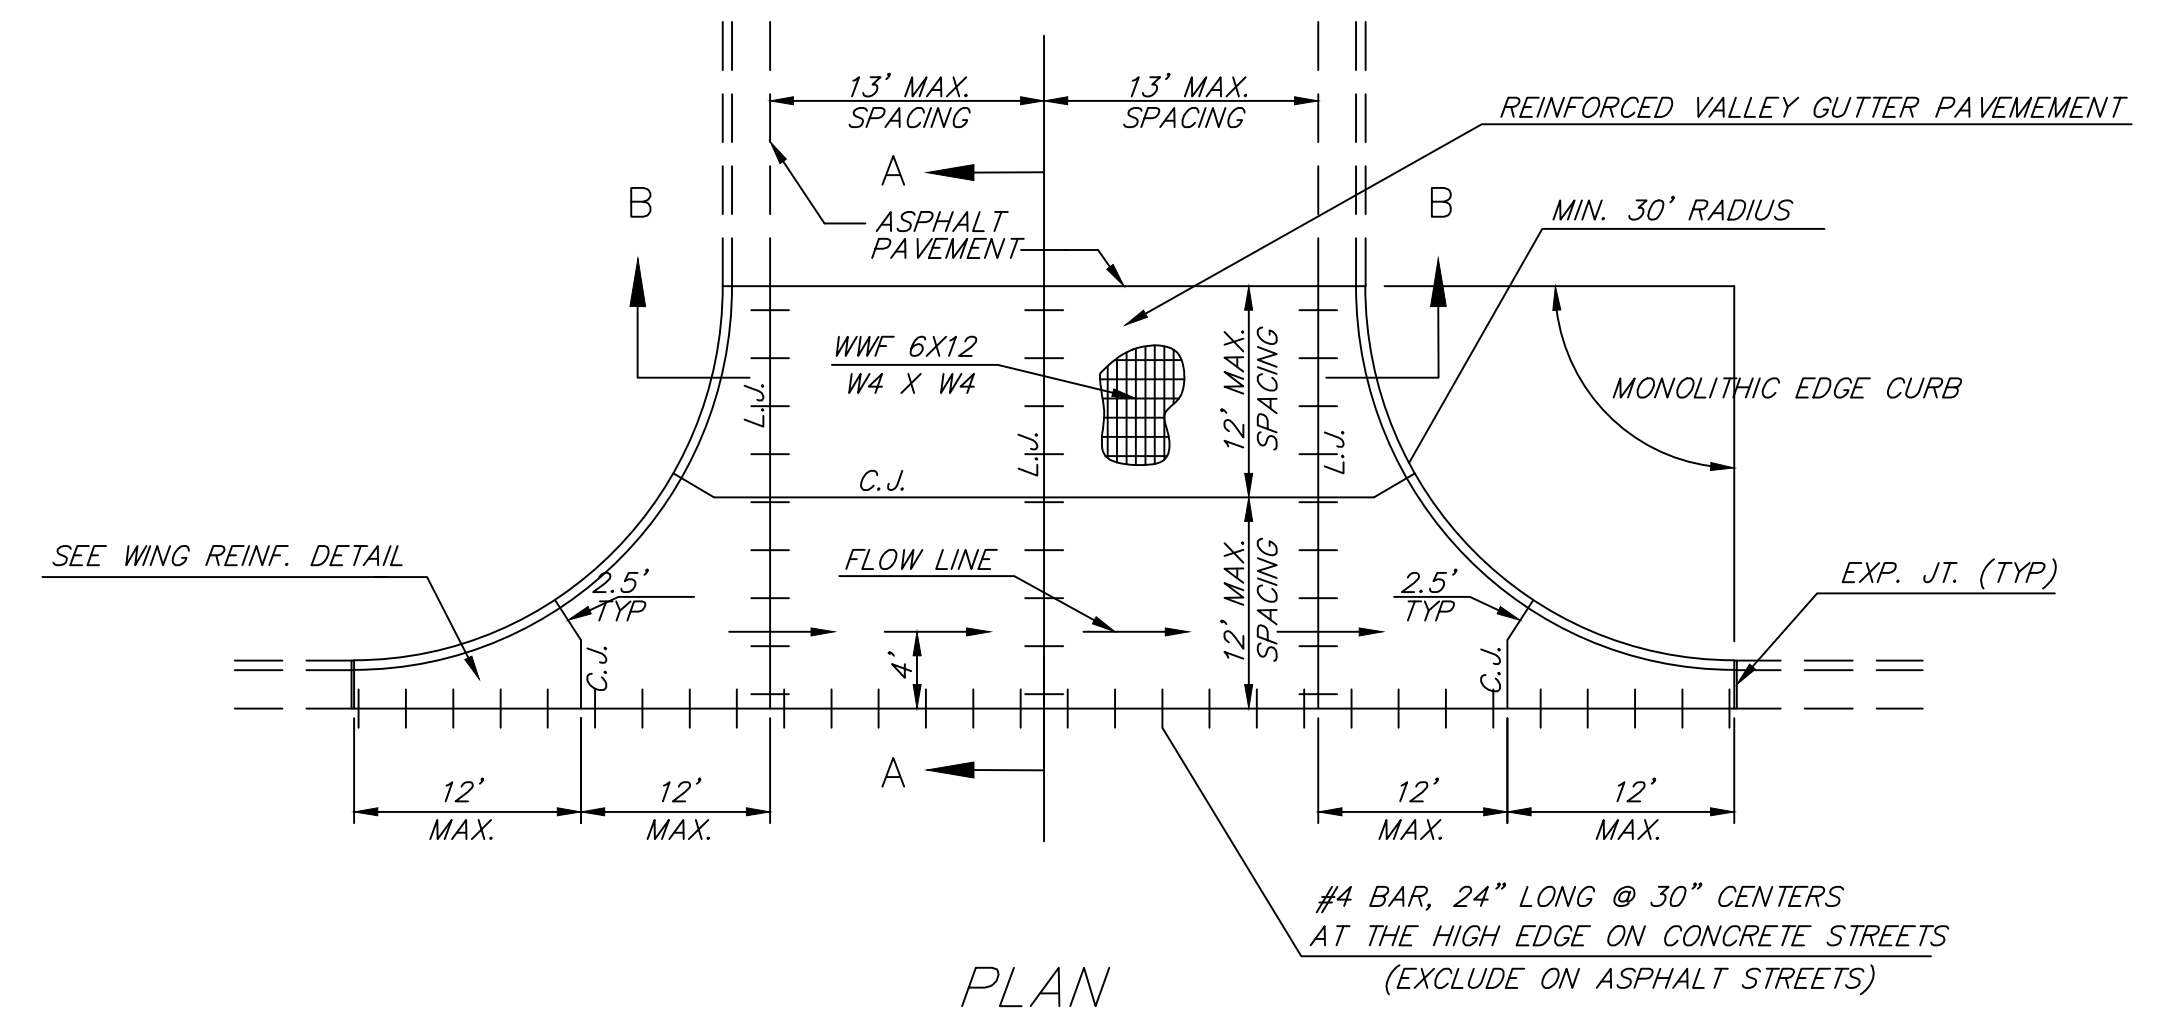 13' MAX.
SPACING
13' MAX.
SPACING
REINFORCED VALLEY GUTTER PAVEMEMENT
A
B
B
MIN. 30' RADIUS
ASPHALT
PAVEMENT
WWF 6X12
W4 X W4
12' MAX.
SPACING
MONOLITHIC EDGE CURB
L.J.
L.J.
L.J.
C.J.
SEE WING REINF. DETAIL
2.5'
TYP
FLOW LINE
12' MAX.
SPACING
2.5'
TYP
EXP. JT. (TYP)
C.J.
4'
C.J.
A
12'
MAX.
12'
MAX.
12'
MAX.
12'
MAX.
#4 BAR, 24" LONG @ 30" CENTERS
AT THE HIGH EDGE ON CONCRETE STREETS
(EXCLUDE ON ASPHALT STREETS)
PLAN